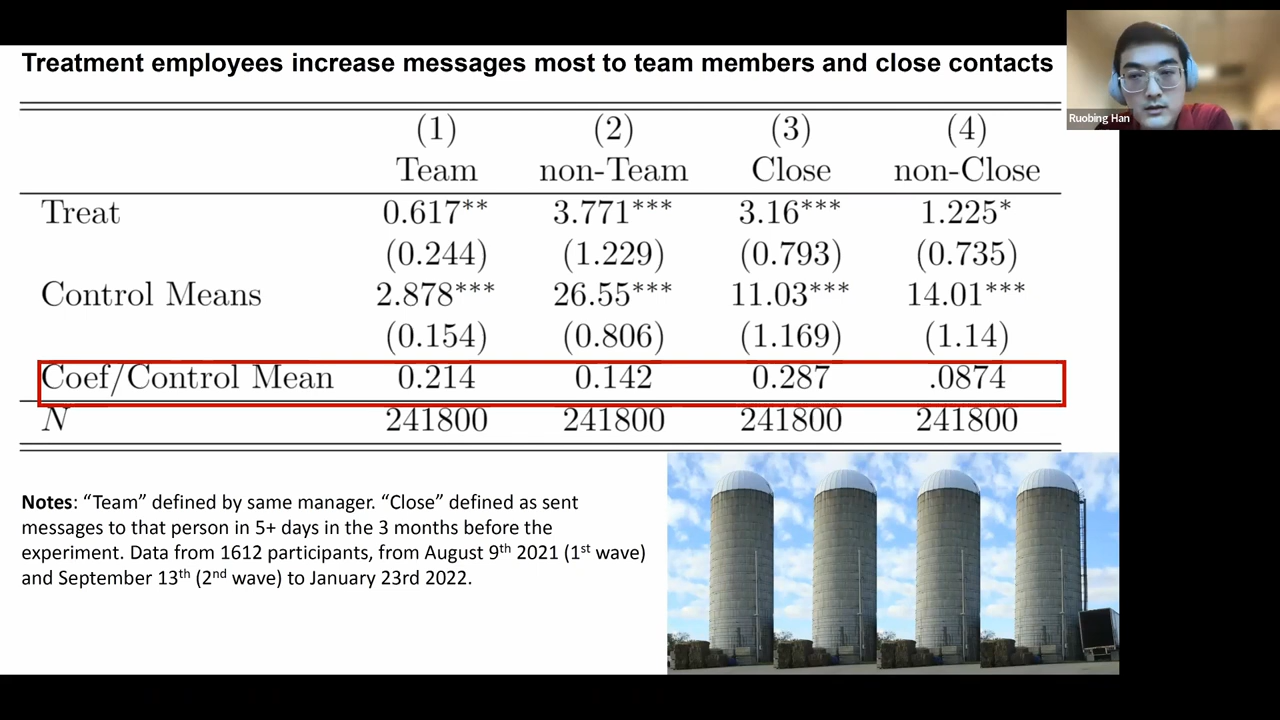 Treatment employees increase messages most to team members and close contacts
Ruobing Han
(1) (2) (3) (4)
Team non-Team Close non-Close
Treat 0.617** 3.771*** 3.16*** 1.225*
(0.244) (1.229) (0.793) (0.735)
Control Means 2.878*** 26.55*** 11.03*** 14.01***
(0.154) (0.806) (1.169) (1.14)
Coef/Control Mean 0.214 0.142 0.287 .0874
N 241800 241800 241800 241800
Notes: “Team” defined by same manager. “Close” defined as sent
messages to that person in 5+ days in the 3 months before the
experiment. Data from 1612 participants, from August 9th 2021 (1st wave)
and September 13th (2nd wave) to January 23rd 2022.